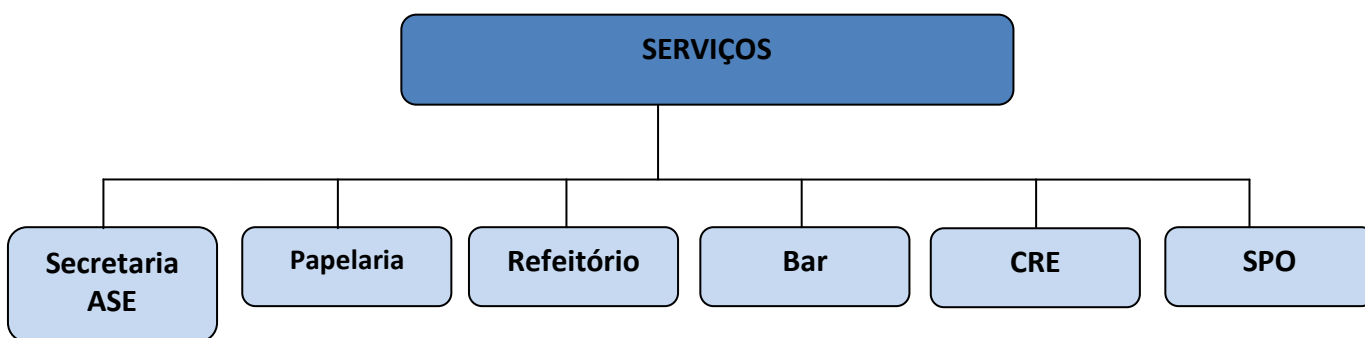 SERVIÇOS
Secretaria
ASE
Papelaria
Refeitório
Bar
CRE
SPO